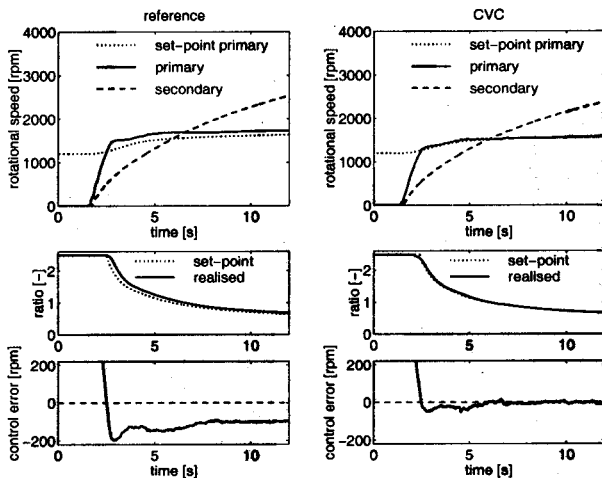 reference
4000
3000
2000
1000
0
rotational speed [rpm]
set-point primary
primary
secondary
0
5
10
time [s]
2
1
0
ratio [-]
set-point
realised
0
5
10
time [s]
200
0
-200
control error [rpm]
0
5
10
time [s]
CVC
4000
3000
2000
1000
0
rotational speed [rpm]
set-point primary
primary
secondary
0
5
10
time [s]
2
1
0
ratio [-]
set-point
realised
0
5
10
time [s]
200
0
-200
control error [rpm]
0
5
10
time [s]